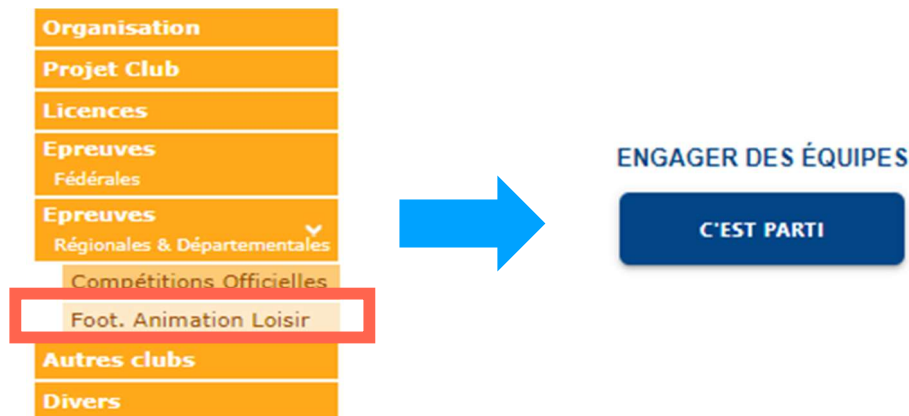 Organisation
Projet Club
Licences
Epreuves
Fédérales
Epreuves
Régionales & Départementales
Compétitions Officielles
Foot. Animation Loisir
Autres clubs
Divers
ENGAGER DES ÉQUIPES
C'EST PARTI